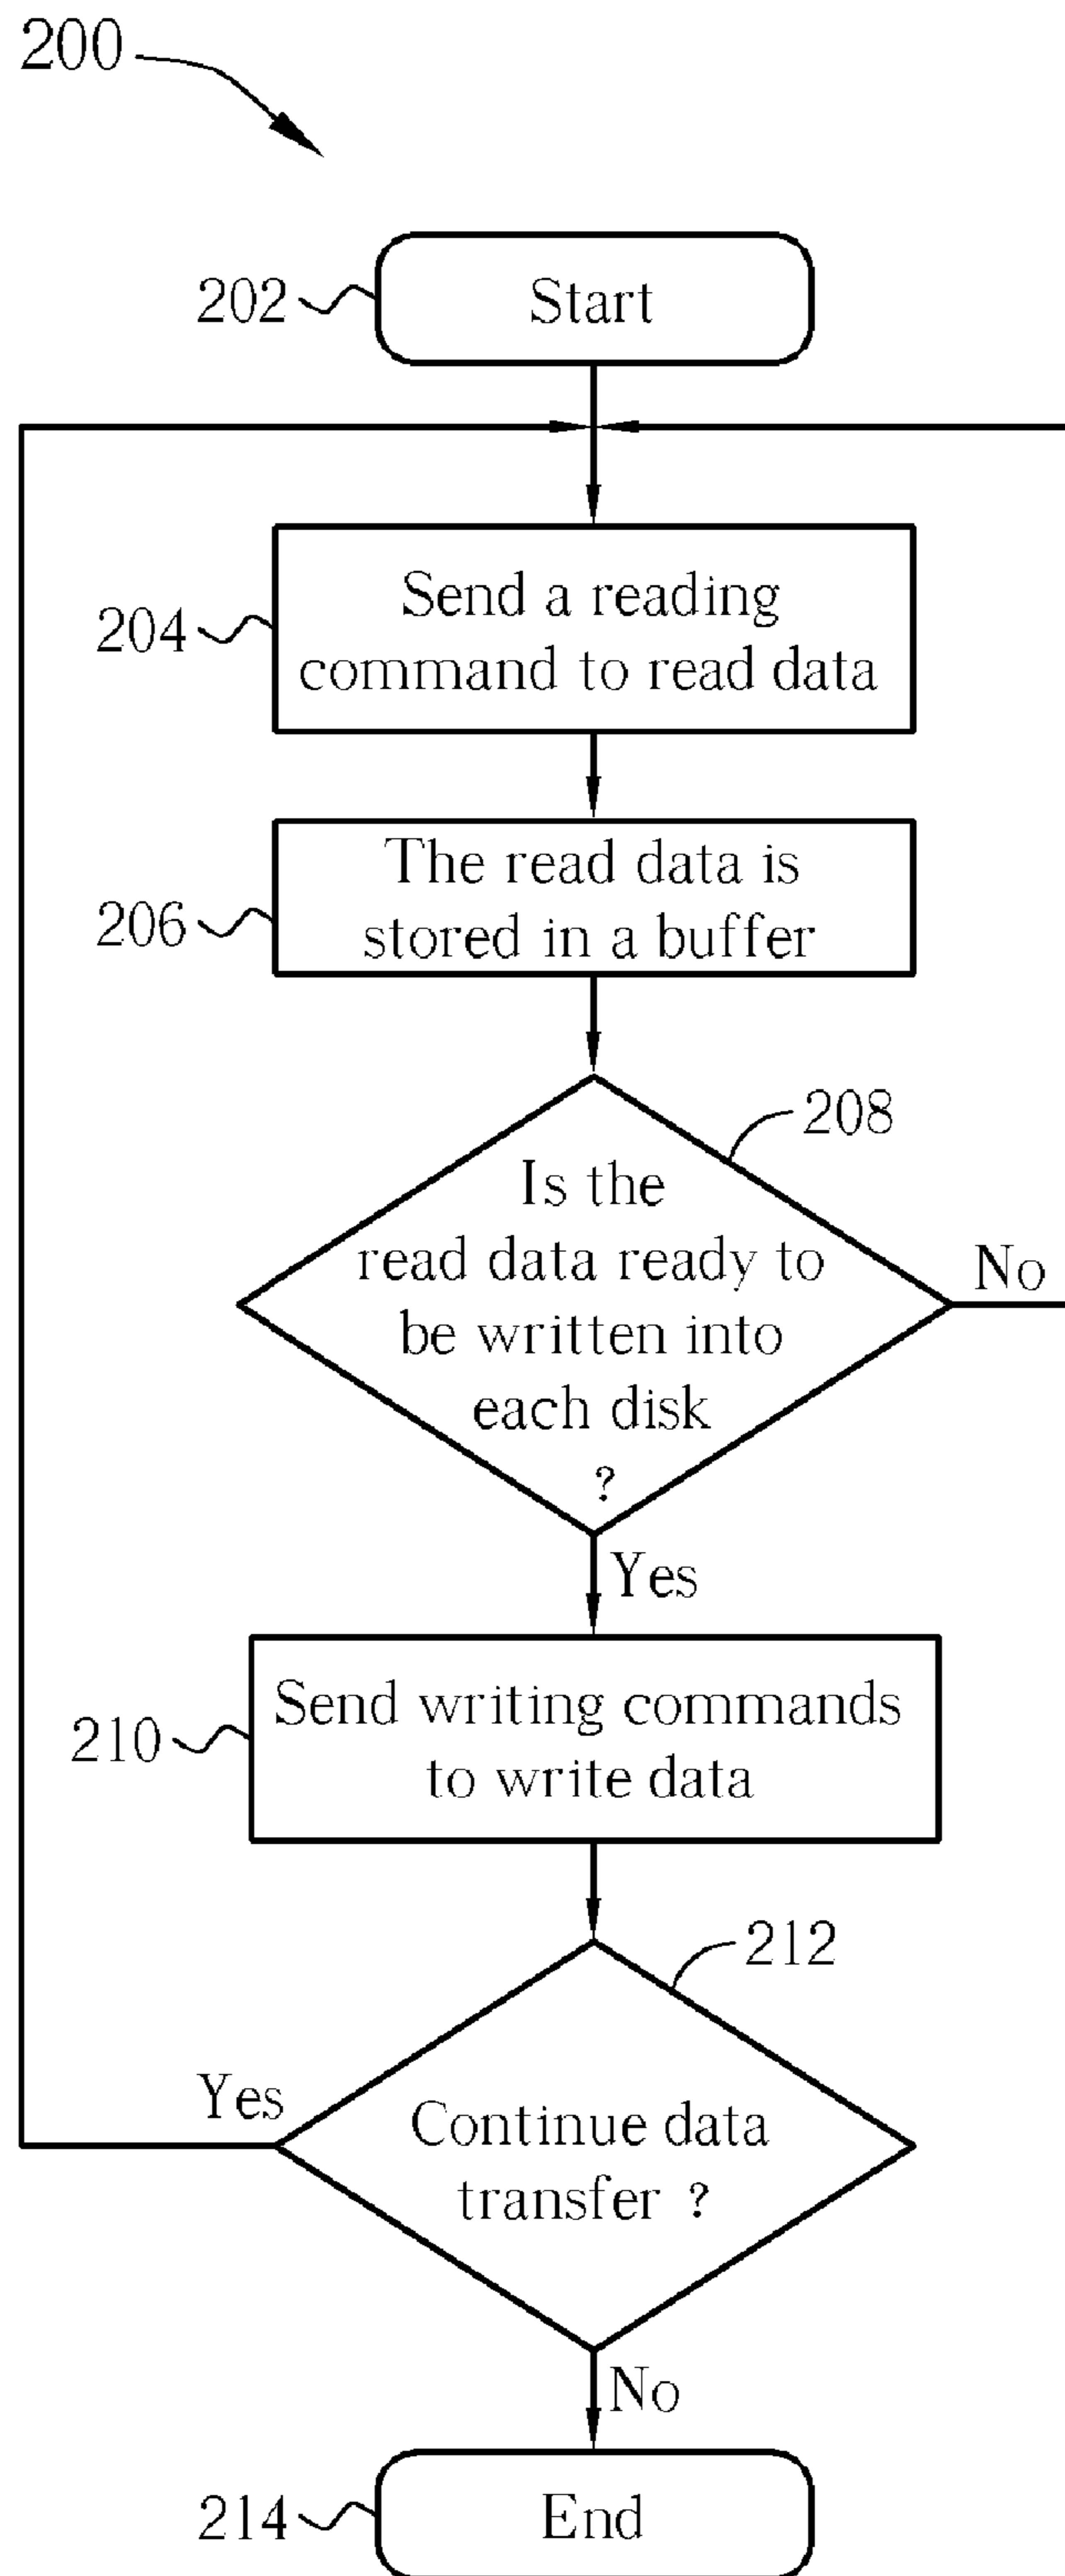 200
202
Start
204
Send a reading
command to read data
206
The read data is
stored in a buffer
208
Is the
read data ready to
be written into
each disk
?
No
Yes
210
Send writing commands
to write data
212
Yes
Continue data
transfer ?
No
214
End